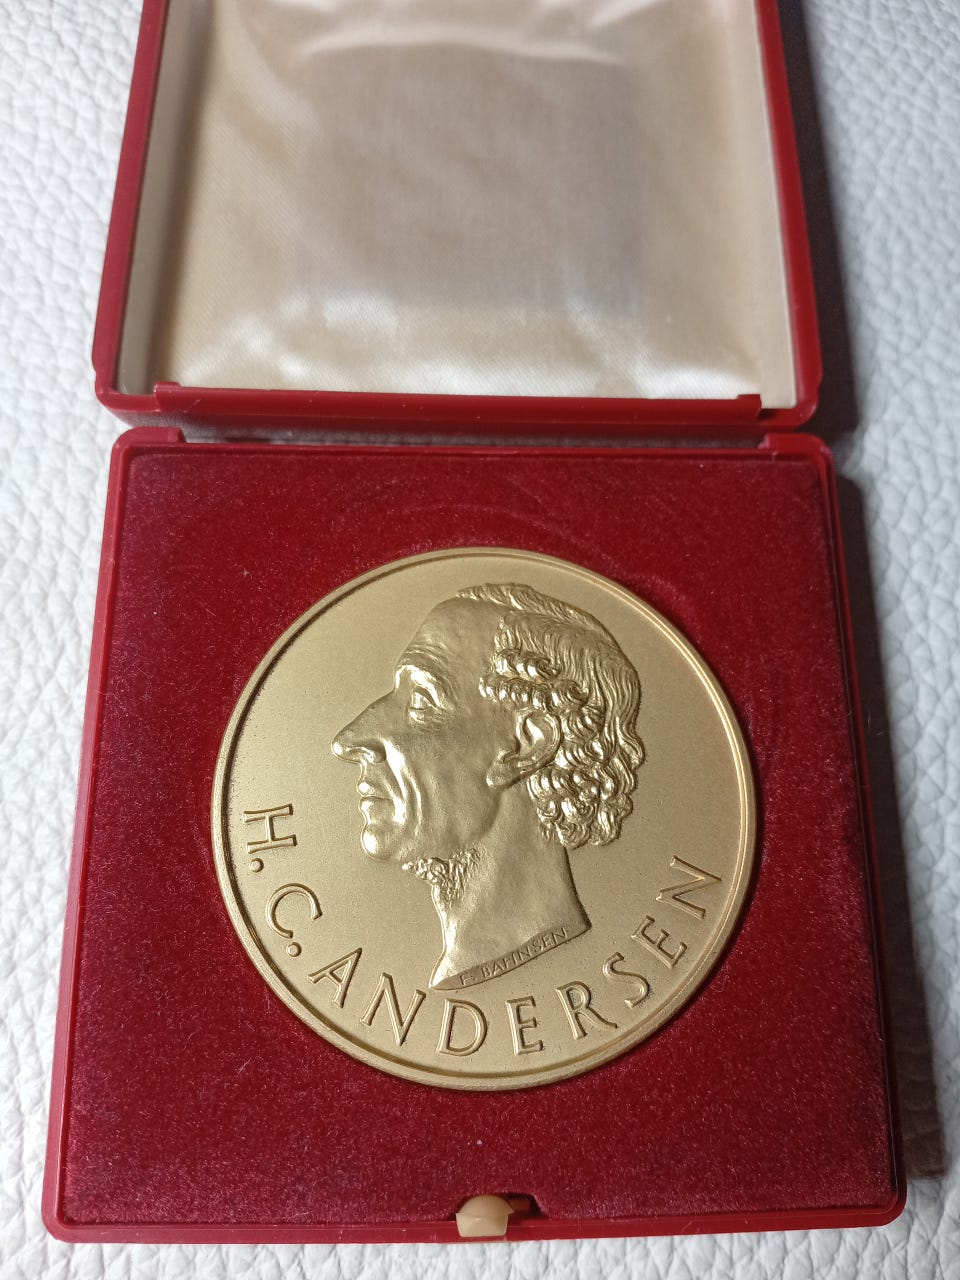 H. C. ANDERSEN
F. BAHNSEN